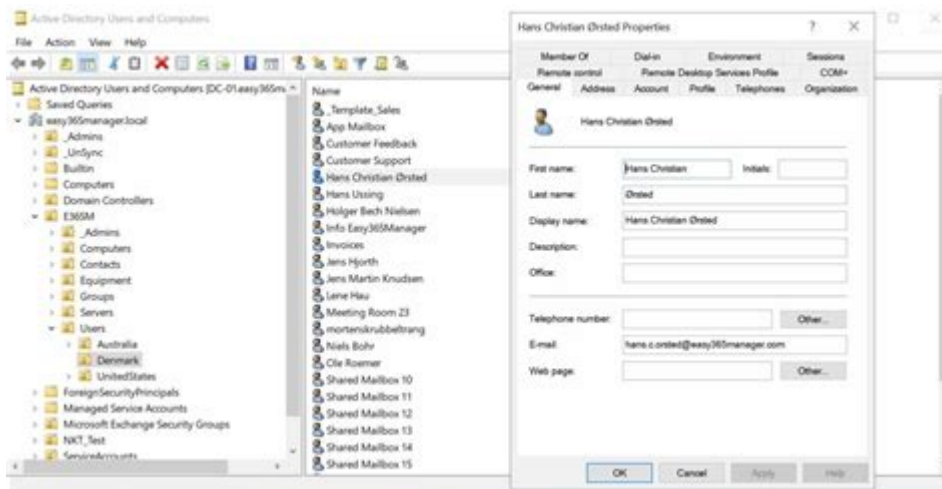 Active Directory Users and Computers
File Action View Help
Active Directory Users and Computers [DC-01.easy365m
Saved Queries
easy365manager.local
_Admins
_UnSync
Builtin
Computers
Domain Controllers
E365M
_Admins
Computers
Contacts
Equipment
Groups
Servers
Users
Australia
Denmark
UnitedStates
ForeignSecurityPrincipals
Managed Service Accounts
Microsoft Exchange Security Groups
NKT_Test
ServiceAccounts
Name
_Template_Sales
App Mailbox
Customer Feedback
Customer Support
Hans Christian Ørsted
Hans Ussing
Holger Bech Nielsen
Info Easy365Manager
Invoices
Jens Hjorth
Jens Martin Knudsen
Lene Hau
Meeting Room 23
mortenskrubbeltrang
Niels Bohr
Ole Roemer
Shared Mailbox 10
Shared Mailbox 11
Shared Mailbox 12
Shared Mailbox 13
Shared Mailbox 14
Shared Mailbox 15
Hans Christian Ørsted Properties ? ×
Member Of Dial-in Environment Sessions
Remote control Remote Desktop Services Profile COM+
General Address Account Profile Telephones Organization
Hans Christian Ørsted
First name: Hans Christian Initials:
Last name: Ørsted
Display name: Hans Christian Ørsted
Description:
Office:
Telephone number: Other...
E-mail: hans.c.orsted@easy365manager.com
Web page: Other...
OK Cancel Apply Help